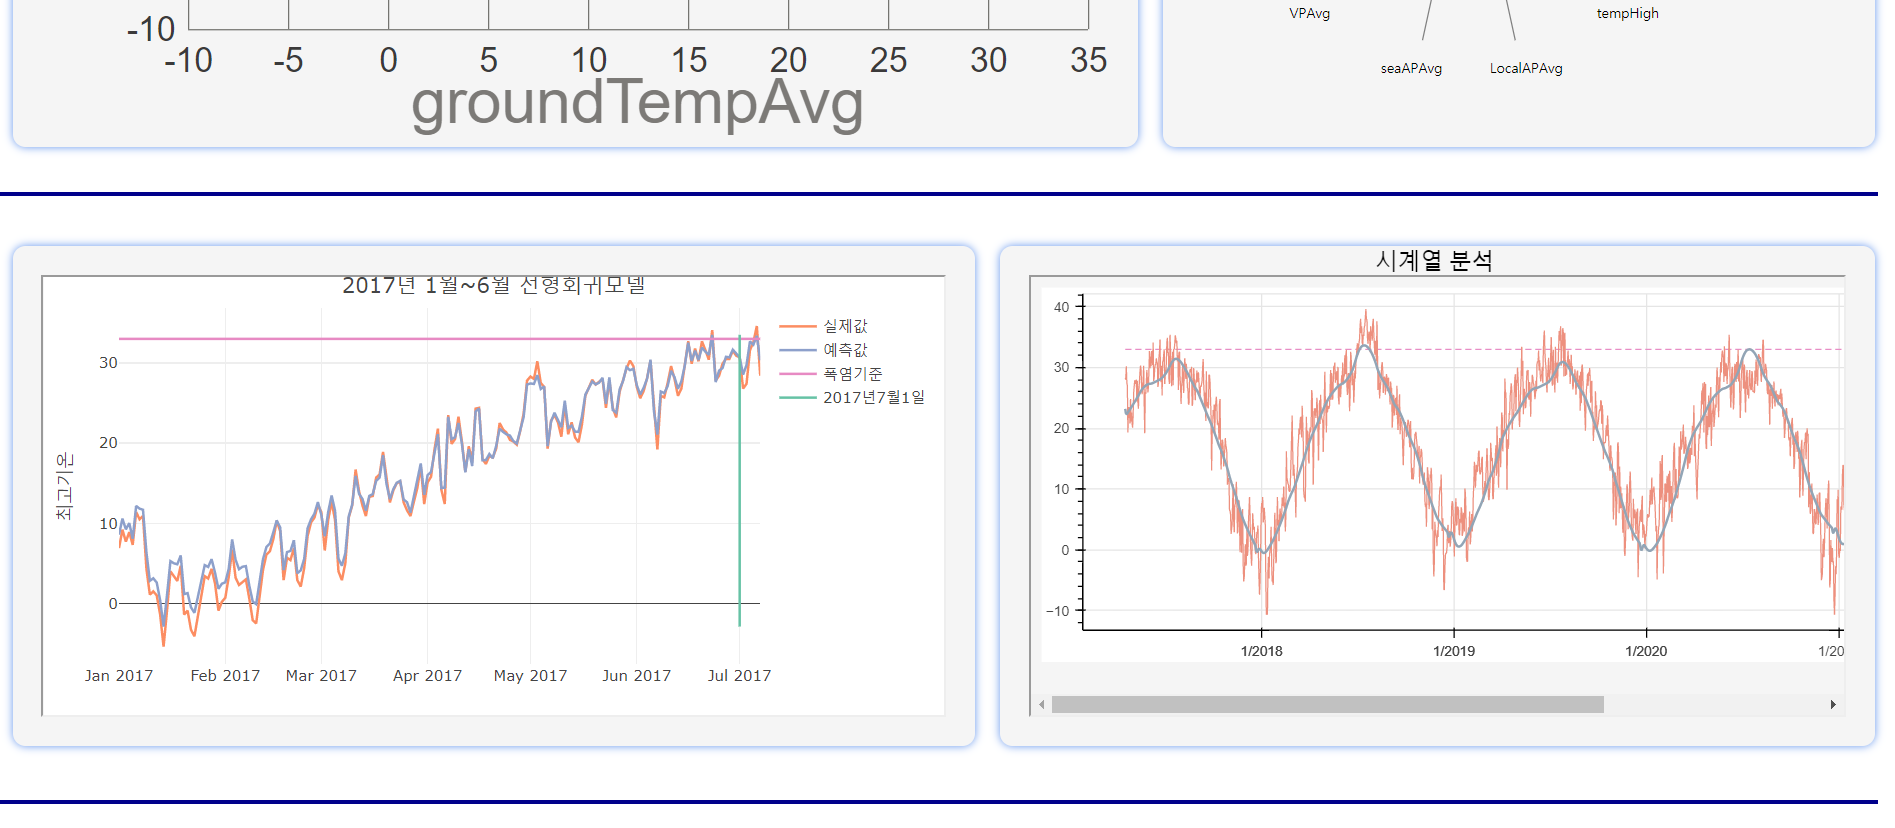 -10
-10 -5 0 5 10 15 20 25 30 35
groundTempAvg
VPAvg
tempHigh
seaAPAvg
LocalAPAvg
2017년 1월~6월 선형회귀모델
실제값
예측값
폭염기준
2017년7월1일
최고기온
30
20
10
0
Jan 2017 Feb 2017 Mar 2017 Apr 2017 May 2017 Jun 2017 Jul 2017
시계열 분석
40
30
20
10
0
−10
1/2018 1/2019 1/2020 1/20